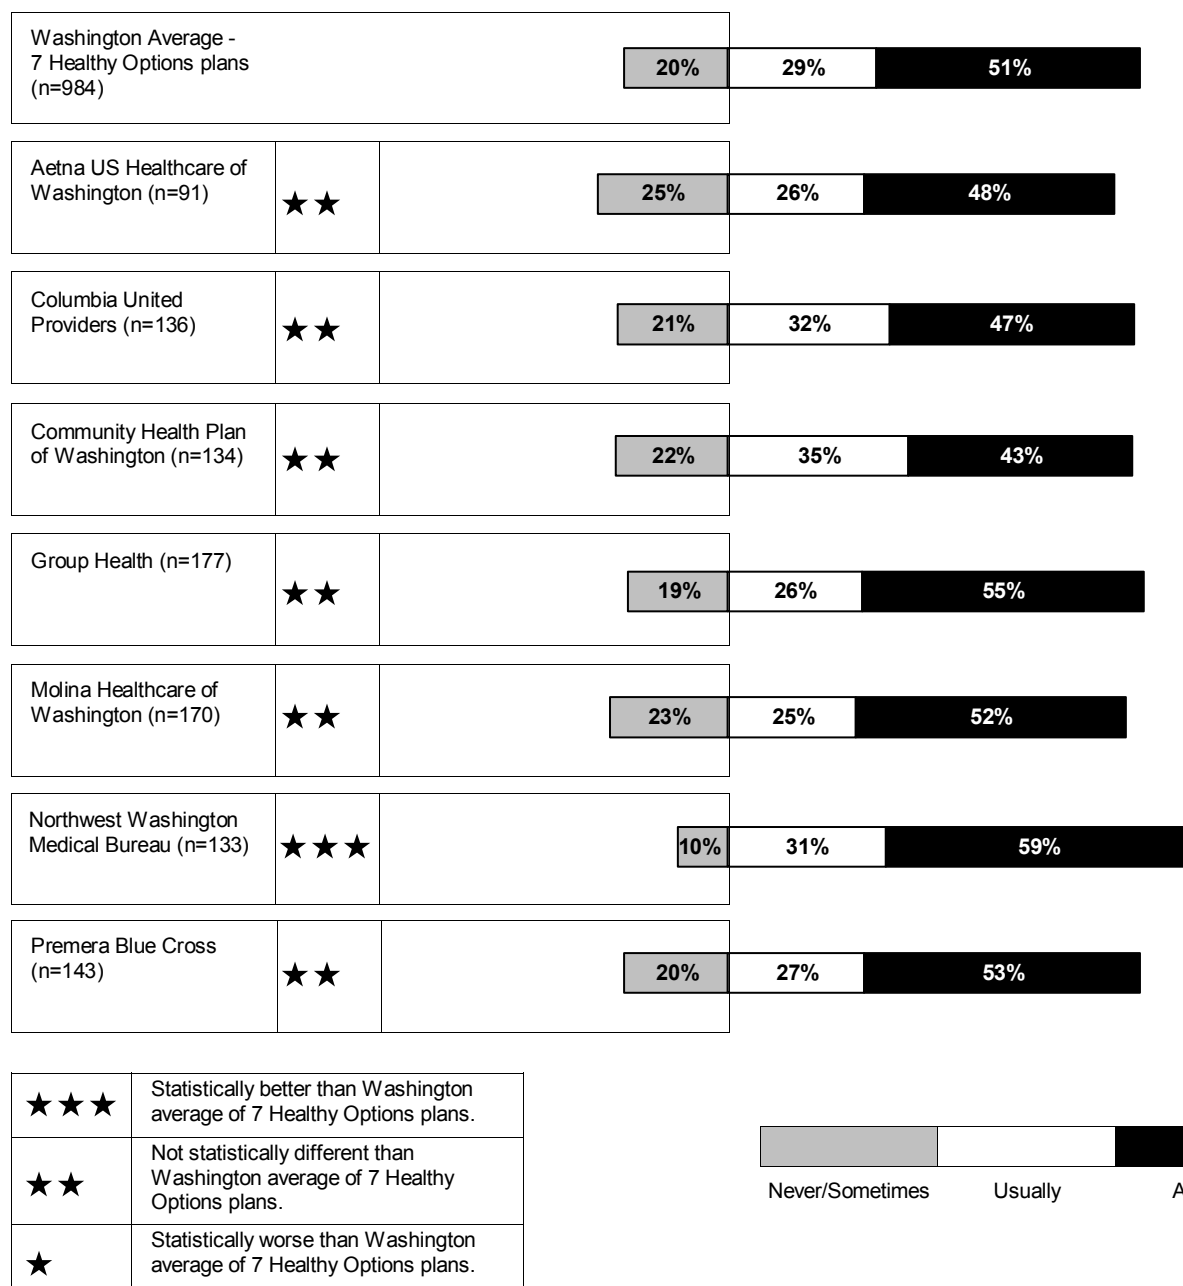 Washington Average -
7 Healthy Options plans
(n=984)
20% 29% 51%
Aetna US Healthcare of
Washington (n=91)
★★
25% 26% 48%
Columbia United
Providers (n=136)
★★
21% 32% 47%
Community Health Plan
of Washington (n=134)
★★
22% 35% 43%
Group Health (n=177)
★★
19% 26% 55%
Molina Healthcare of
Washington (n=170)
★★
23% 25% 52%
Northwest Washington
Medical Bureau (n=133)
★★★
10% 31% 59%
Premera Blue Cross
(n=143)
★★
20% 27% 53%
★★★
Statistically better than Washington
average of 7 Healthy Options plans.
★★
Not statistically different than
Washington average of 7 Healthy
Options plans.
★
Statistically worse than Washington
average of 7 Healthy Options plans.
Never/Sometimes Usually